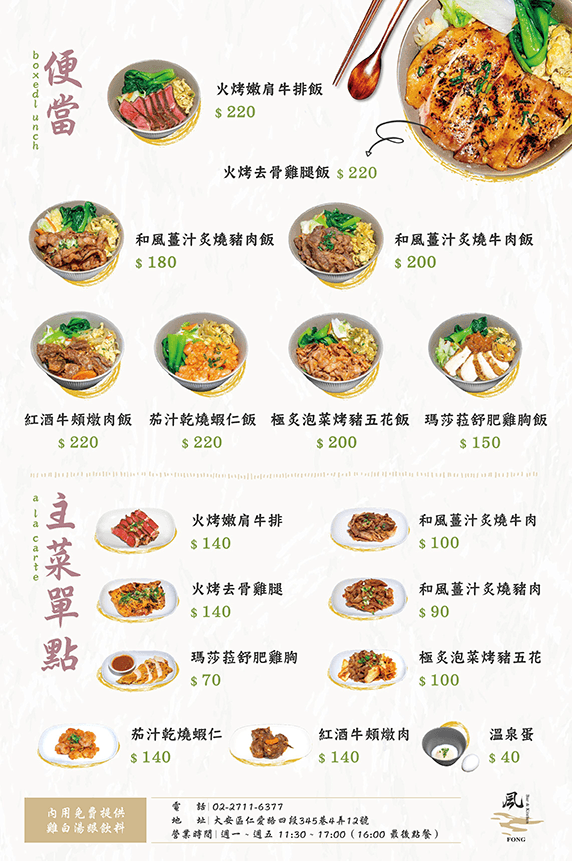 便當
boxedl unch
火烤嫩肩牛排飯
$ 220
火烤去骨雞腿飯 $ 220
和風薑汁炙燒豬肉飯
$ 180
和風薑汁炙燒牛肉飯
$ 200
紅酒牛頰燉肉飯
$ 220
茄汁乾燒蝦仁飯
$ 220
極炙泡菜烤豬五花飯
$ 200
瑪莎菈舒肥雞胸飯
$ 150
主菜單點
a la carte
火烤嫩肩牛排
$ 140
和風薑汁炙燒牛肉
$ 100
火烤去骨雞腿
$ 140
和風薑汁炙燒豬肉
$ 90
瑪莎菈舒肥雞胸
$ 70
極炙泡菜烤豬五花
$ 100
茄汁乾燒蝦仁
$ 140
紅酒牛頰燉肉
$ 140
溫泉蛋
$ 40
內用免費提供
雞白湯跟飲料
電 話 02-2711-6377
地 址 大安區仁愛路四段345巷4弄12號
營業時間 週一~週五 11:30~17:00 (16:00 最後點餐)
風
FONG